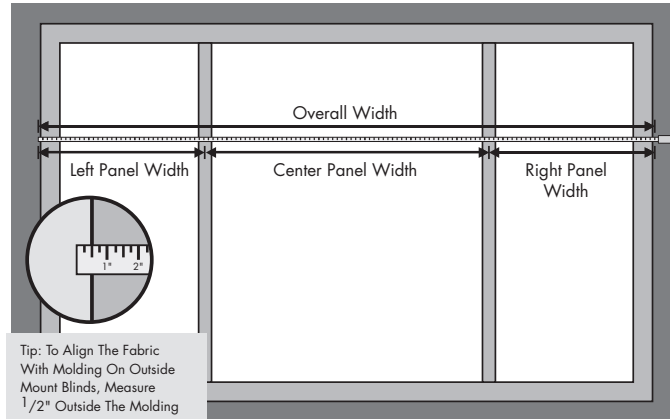 Overall Width
Left Panel Width
Center Panel Width
Right Panel
Width
1" 2"
Tip: To Align The Fabric
With Molding On Outside
Mount Blinds, Measure
1/2" Outside The Molding